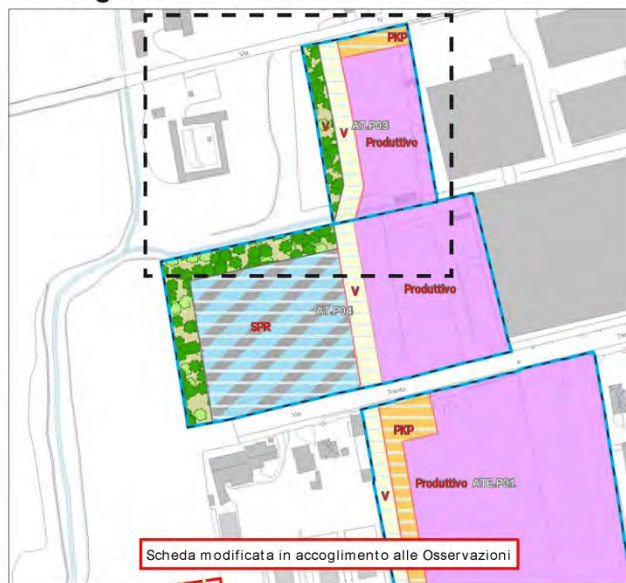 Via
IV
PKP
V
V
AT.P03
Produttivo
V
Produttivo
SPR
AT.P04
Via
Trento
PKP
Produttivo ATE.P01
V
Scheda modificata in accoglimento alle Osservazioni